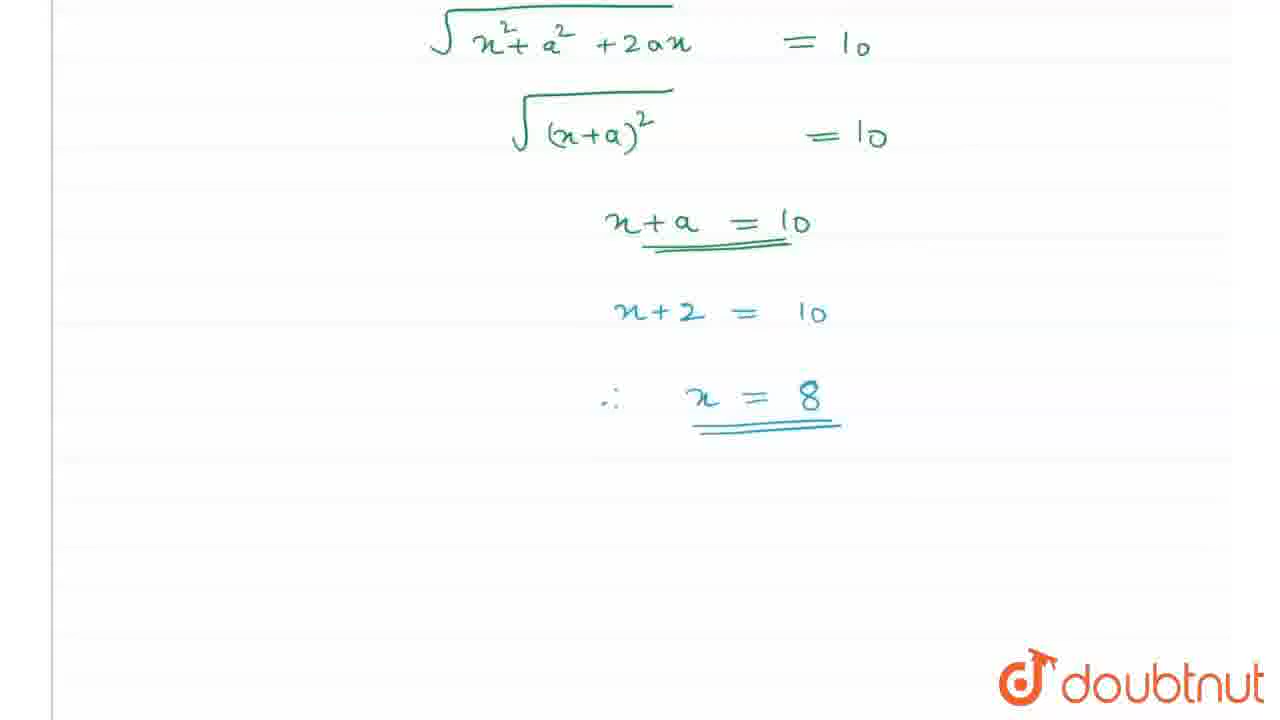 √(x² + a² + 2ax) = 10
√(x+a)² = 10
x + a = 10
x + 2 = 10
∴ x = 8
doubtnut